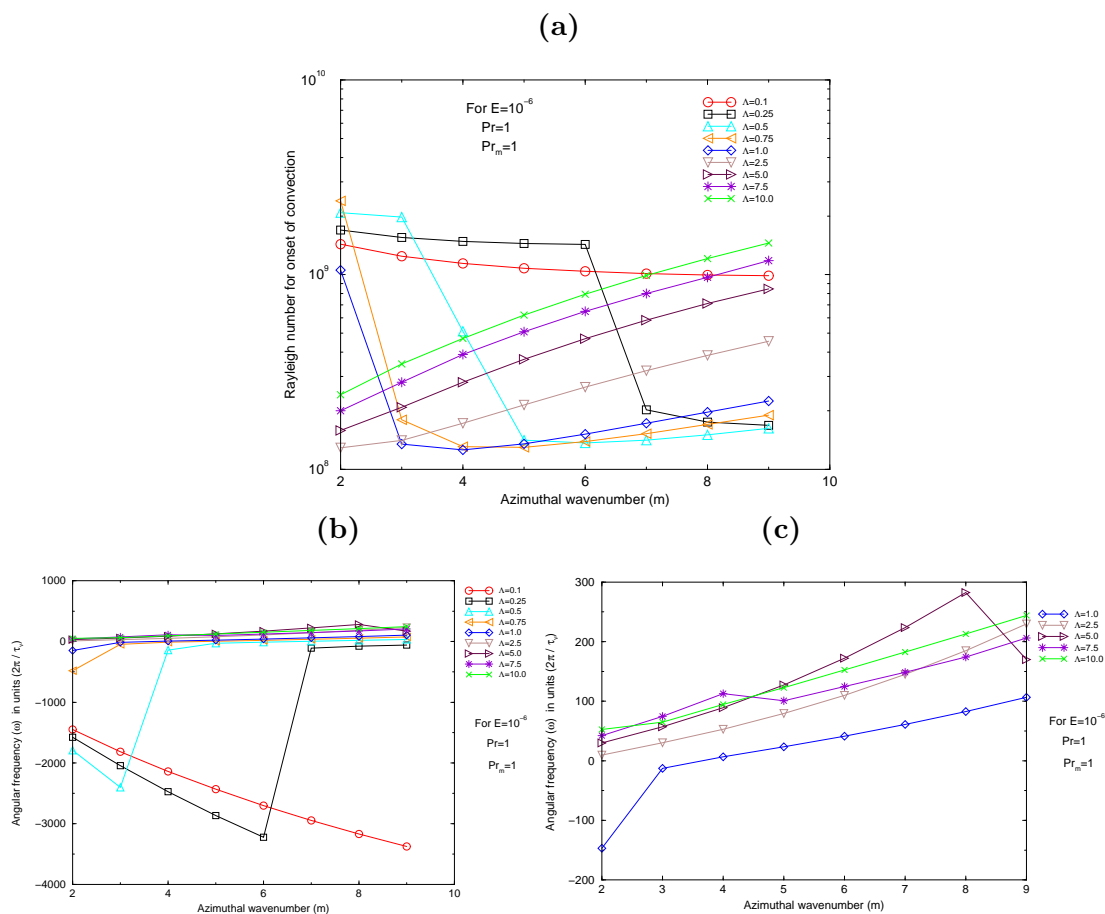 (a)
10^10
10^9
10^8
Rayleigh number for onset of convection
For E=10^−6
Pr=1
Pr_m=1
Λ=0.1
Λ=0.25
Λ=0.5
Λ=0.75
Λ=1.0
Λ=2.5
Λ=5.0
Λ=7.5
Λ=10.0
2 4 6 8 10
Azimuthal wavenumber (m)
(b)
1000
0
−1000
−2000
−3000
−4000
Angular frequency (ω) in units (2π / τ_υ)
Λ=0.1
Λ=0.25
Λ=0.5
Λ=0.75
Λ=1.0
Λ=2.5
Λ=5.0
Λ=7.5
Λ=10.0
For E=10^−6
Pr=1
Pr_m=1
2 4 6 8 10
Azimuthal wavenumber (m)
(c)
300
200
100
0
−100
−200
Angular frequency (ω) in units (2π / τ_υ)
Λ=1.0
Λ=2.5
Λ=5.0
Λ=7.5
Λ=10.0
For E=10^−6
Pr=1
Pr_m=1
2 3 4 5 6 7 8 9
Azimuthal wavenumber (m)